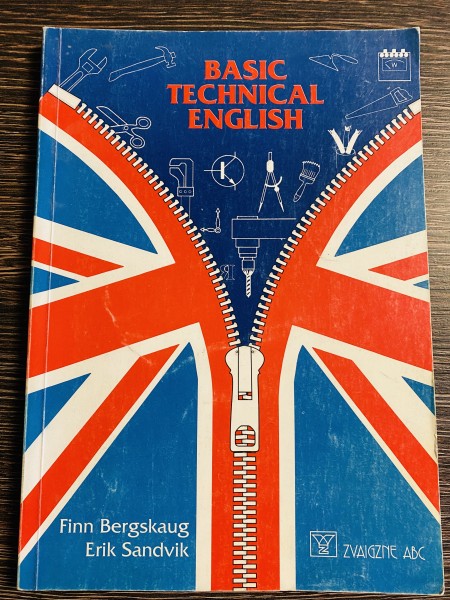 BASIC
TECHNICAL
ENGLISH
W
Finn Bergskaug
Erik Sandvik
ZVAIGZNE ABC